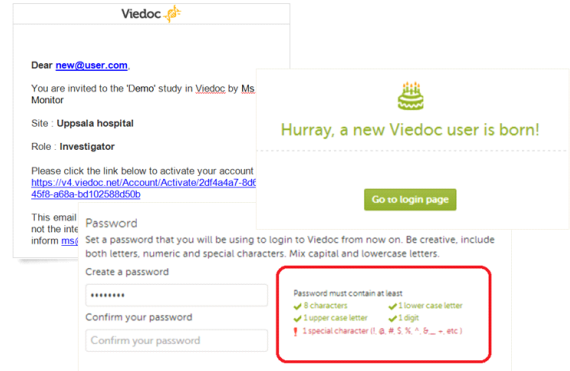 Viedoc
Dear new@user.com,
You are invited to the 'Demo' study in Viedoc by Ms
Monitor
Site : Uppsala hospital
Role : Investigator
Please click the link below to activate your account
https://v4.viedoc.net/Account/Activate/2df4a4a7-8d6
45f8-a68a-bd102588d50b
This email
not the inte
inform ms@
Hurray, a new Viedoc user is born!
Go to login page
Password
Set a password that you will be using to login to Viedoc from now on. Be creative, include
both letters, numeric and special characters. Mix capital and lowercase letters.
Create a password
Confirm your password
Confirm your password
Password must contain at least
8 characters
1 lower case letter
1 upper case letter
1 digit
1 special character (!, @, #, $, %, ^, &, _, +, etc )